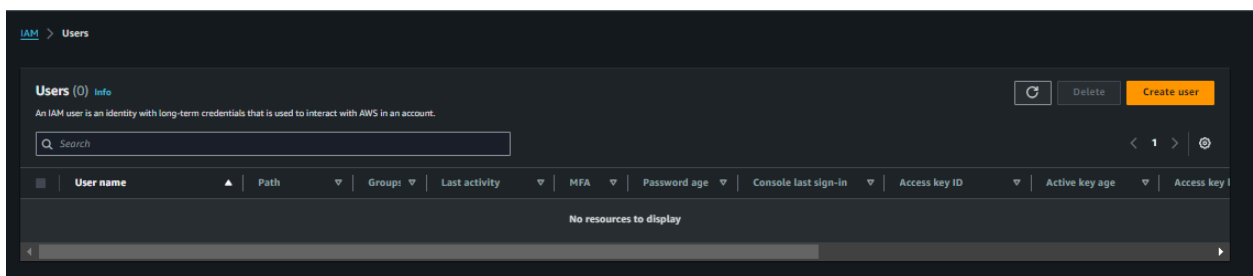 IAM > Users
Users (0) Info
Delete
Create user
An IAM user is an identity with long-term credentials that is used to interact with AWS in an account.
Search
1
User name Path Groups Last activity MFA Password age Console last sign-in Access key ID Active key age Access key l
No resources to display